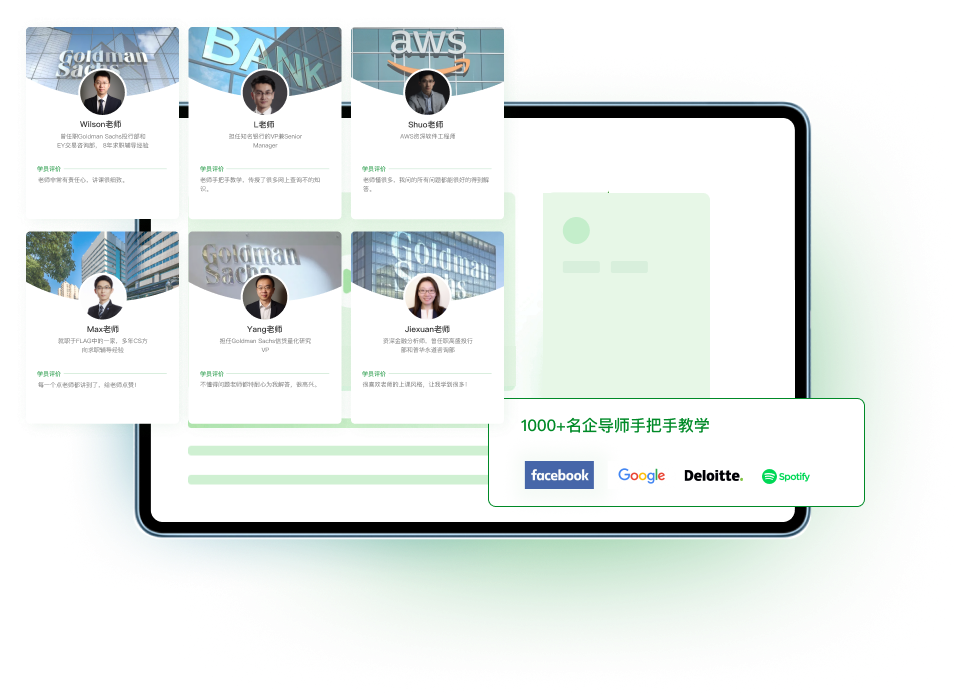 Goldman
Sachs
Wilson老师
曾任职Goldman Sachs投行部和
EY交易咨询部， 8年求职辅导经验
学员评价
老师非常有责任心，讲课很细致。
BANK
L老师
担任知名银行的VP兼Senior
Manager
学员评价
老师手把手教学，传授了很多网上查询不的知
识。
aws
Shuo老师
AWS资深软件工程师
学员评价
老师懂很多，我问的所有问题都能很好的得到解
答。
Max老师
就职于FLAG中的一家，多年CS方
向求职辅导经验
学员评价
每一个点老师都讲到了，给老师点赞！
Goldman
Sachs
Yang老师
担任Goldman Sachs信贷量化研究
VP
学员评价
不懂得问题老师都特耐心为我解答，很高兴。
Goldman
Sachs
Jiexuan老师
资深金融分析师，曾任职高盛投行
部和普华永道咨询部
学员评价
很喜欢老师的上课风格，让我学到很多！
1000+名企导师手把手教学
facebook
Google
Deloitte.
Spotify